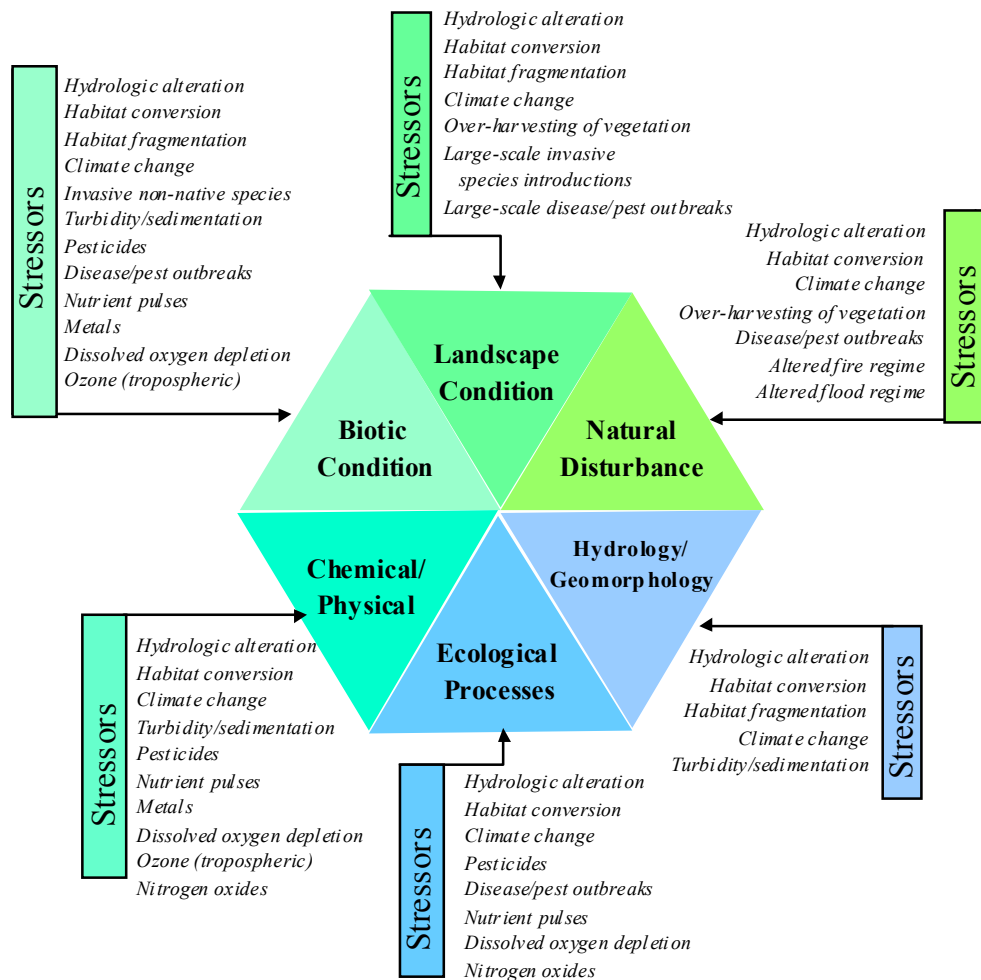 Stressors
Hydrologic alteration
Habitat conversion
Habitat fragmentation
Climate change
Invasive non-native species
Turbidity/sedimentation
Pesticides
Disease/pest outbreaks
Nutrient pulses
Metals
Dissolved oxygen depletion
Ozone (tropospheric)
Stressors
Hydrologic alteration
Habitat conversion
Habitat fragmentation
Climate change
Over-harvesting of vegetation
Large-scale invasive
species introductions
Large-scale disease/pest outbreaks
Stressors
Hydrologic alteration
Habitat conversion
Climate change
Over-harvesting of vegetation
Disease/pest outbreaks
Altered fire regime
Altered flood regime
Landscape
Condition
Biotic
Condition
Natural
Disturbance
Chemical/
Physical
Ecological
Processes
Hydrology/
Geomorphology
Stressors
Hydrologic alteration
Habitat conversion
Climate change
Turbidity/sedimentation
Pesticides
Nutrient pulses
Metals
Dissolved oxygen depletion
Ozone (tropospheric)
Nitrogen oxides
Stressors
Hydrologic alteration
Habitat conversion
Climate change
Pesticides
Disease/pest outbreaks
Nutrient pulses
Dissolved oxygen depletion
Nitrogen oxides
Stressors
Hydrologic alteration
Habitat conversion
Habitat fragmentation
Climate change
Turbidity/sedimentation